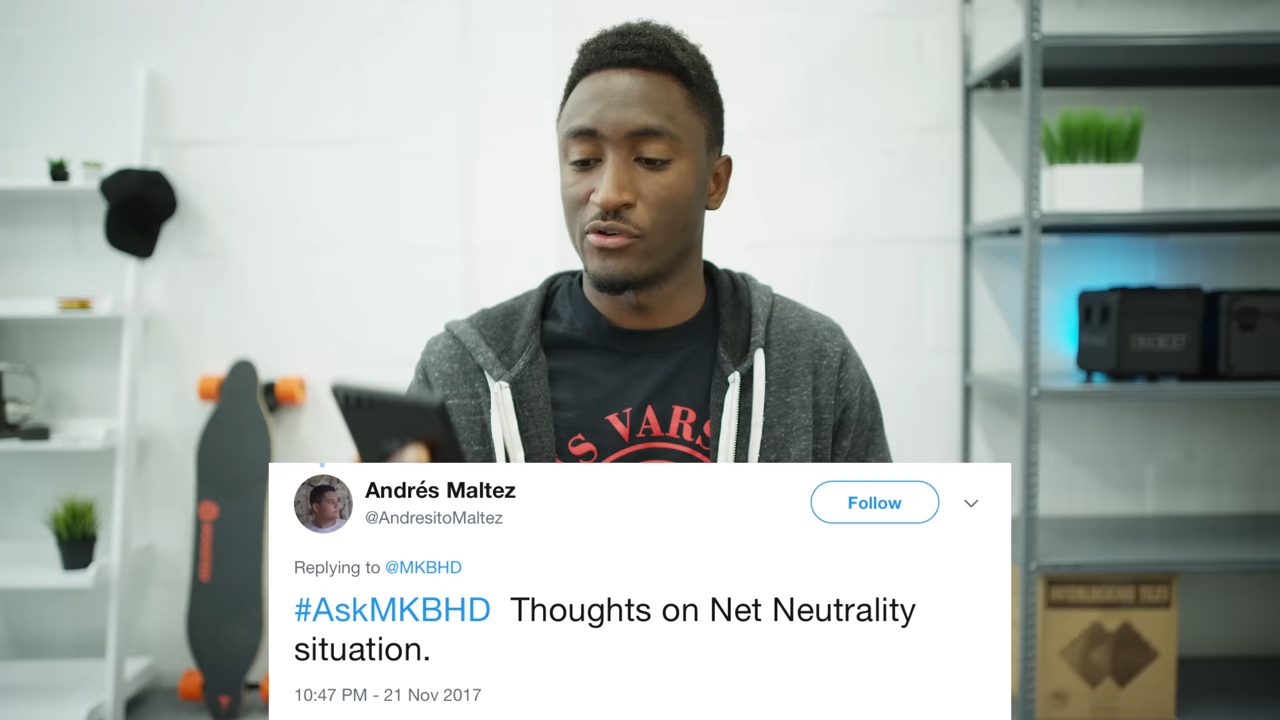 S VARS
Andrés Maltez
@AndresitoMaltez
Follow
Replying to @MKBHD
#AskMKBHD Thoughts on Net Neutrality
situation.
10:47 PM - 21 Nov 2017